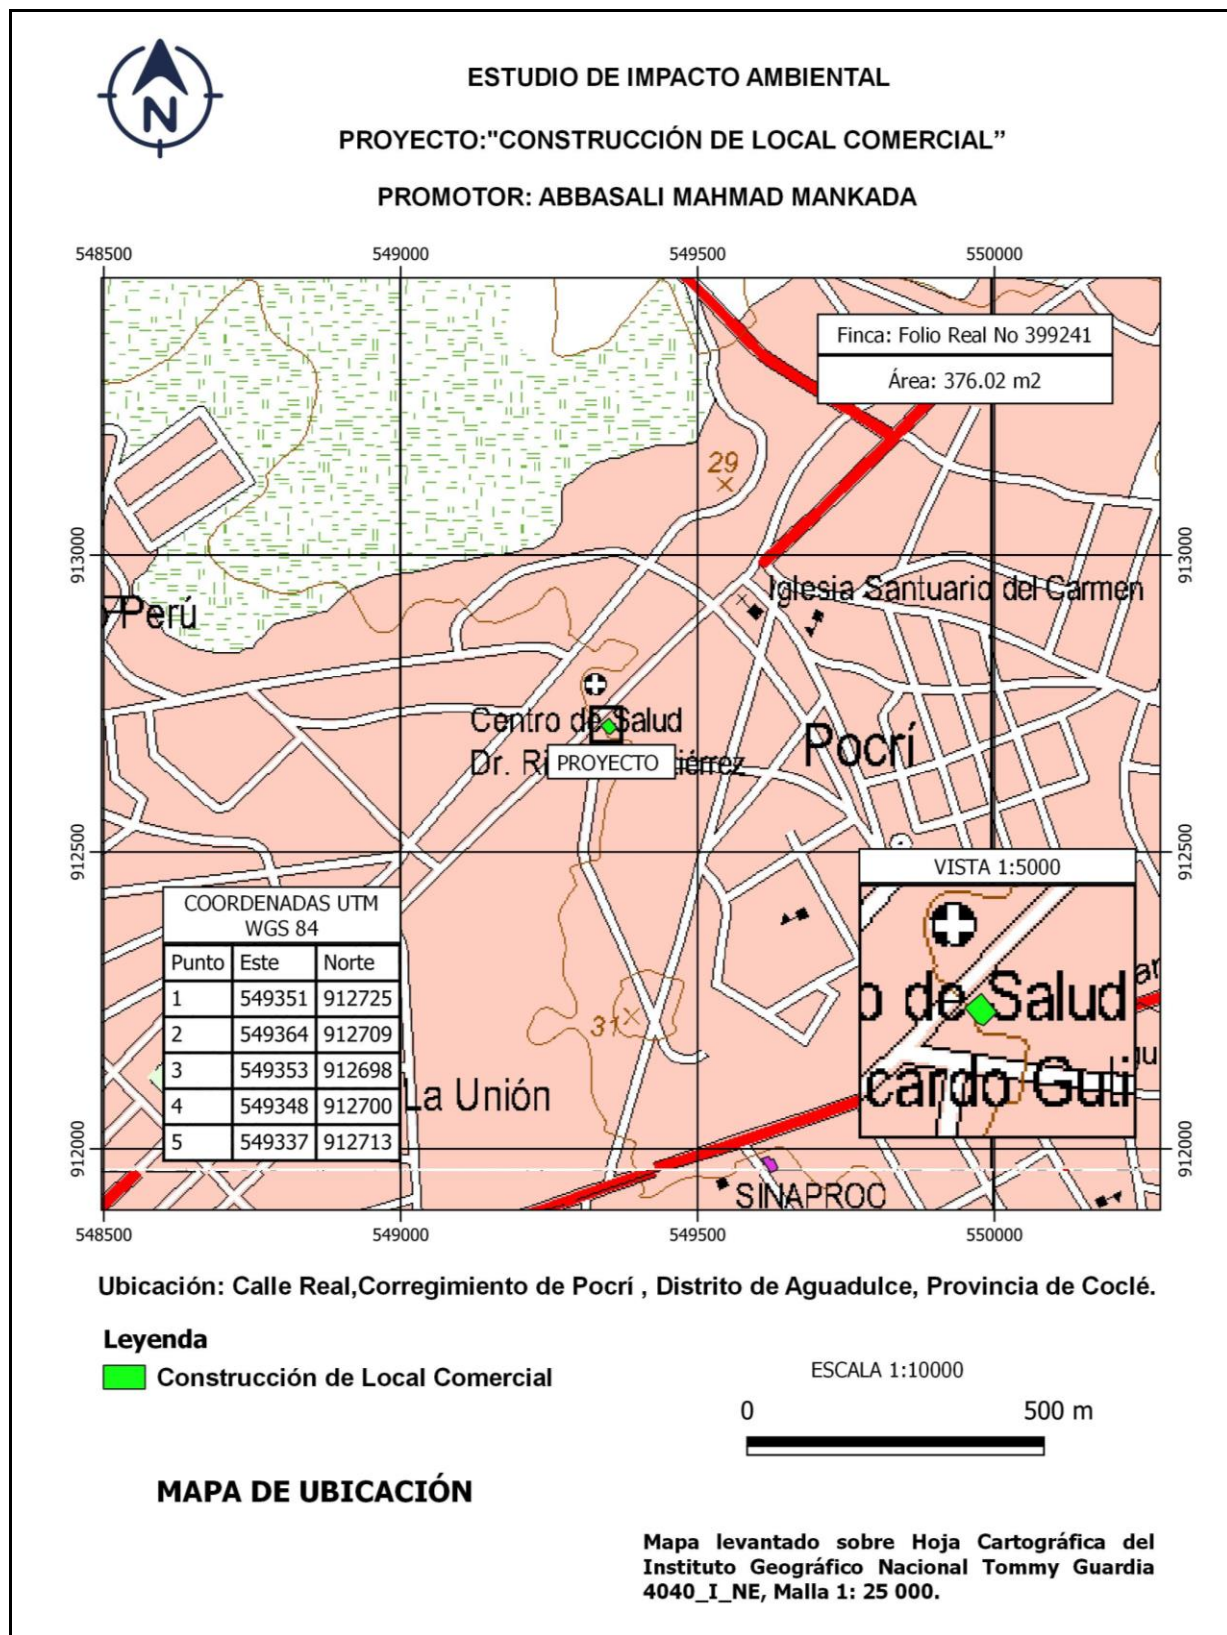 N
ESTUDIO DE IMPACTO AMBIENTAL
PROYECTO:"CONSTRUCCIÓN DE LOCAL COMERCIAL”
PROMOTOR: ABBASALI MAHMAD MANKADA
548500 549000 549500 550000
Finca: Folio Real No 399241
Área: 376.02 m2
29
913000 913000
Iglesia Santuario del Carmen
Perú
Centro de Salud
Pocrí
Dr.
PROYECTO
912500 912500
VISTA 1:5000
de Salud
cardo Guti
COORDENADAS UTM
WGS 84
Punto Este Norte
1 549351 912725
2 549364 912709
3 549353 912698
4 549348 912700
5 549337 912713
31
La Unión
912000 912000
SINAPROC
548500 549000 549500 550000
Ubicación: Calle Real,Corregimiento de Pocrí , Distrito de Aguadulce, Provincia de Coclé.
Leyenda
Construcción de Local Comercial
ESCALA 1:10000
0 500 m
MAPA DE UBICACIÓN
Mapa levantado sobre Hoja Cartográfica del
Instituto Geográfico Nacional Tommy Guardia
4040_I_NE, Malla 1: 25 000.